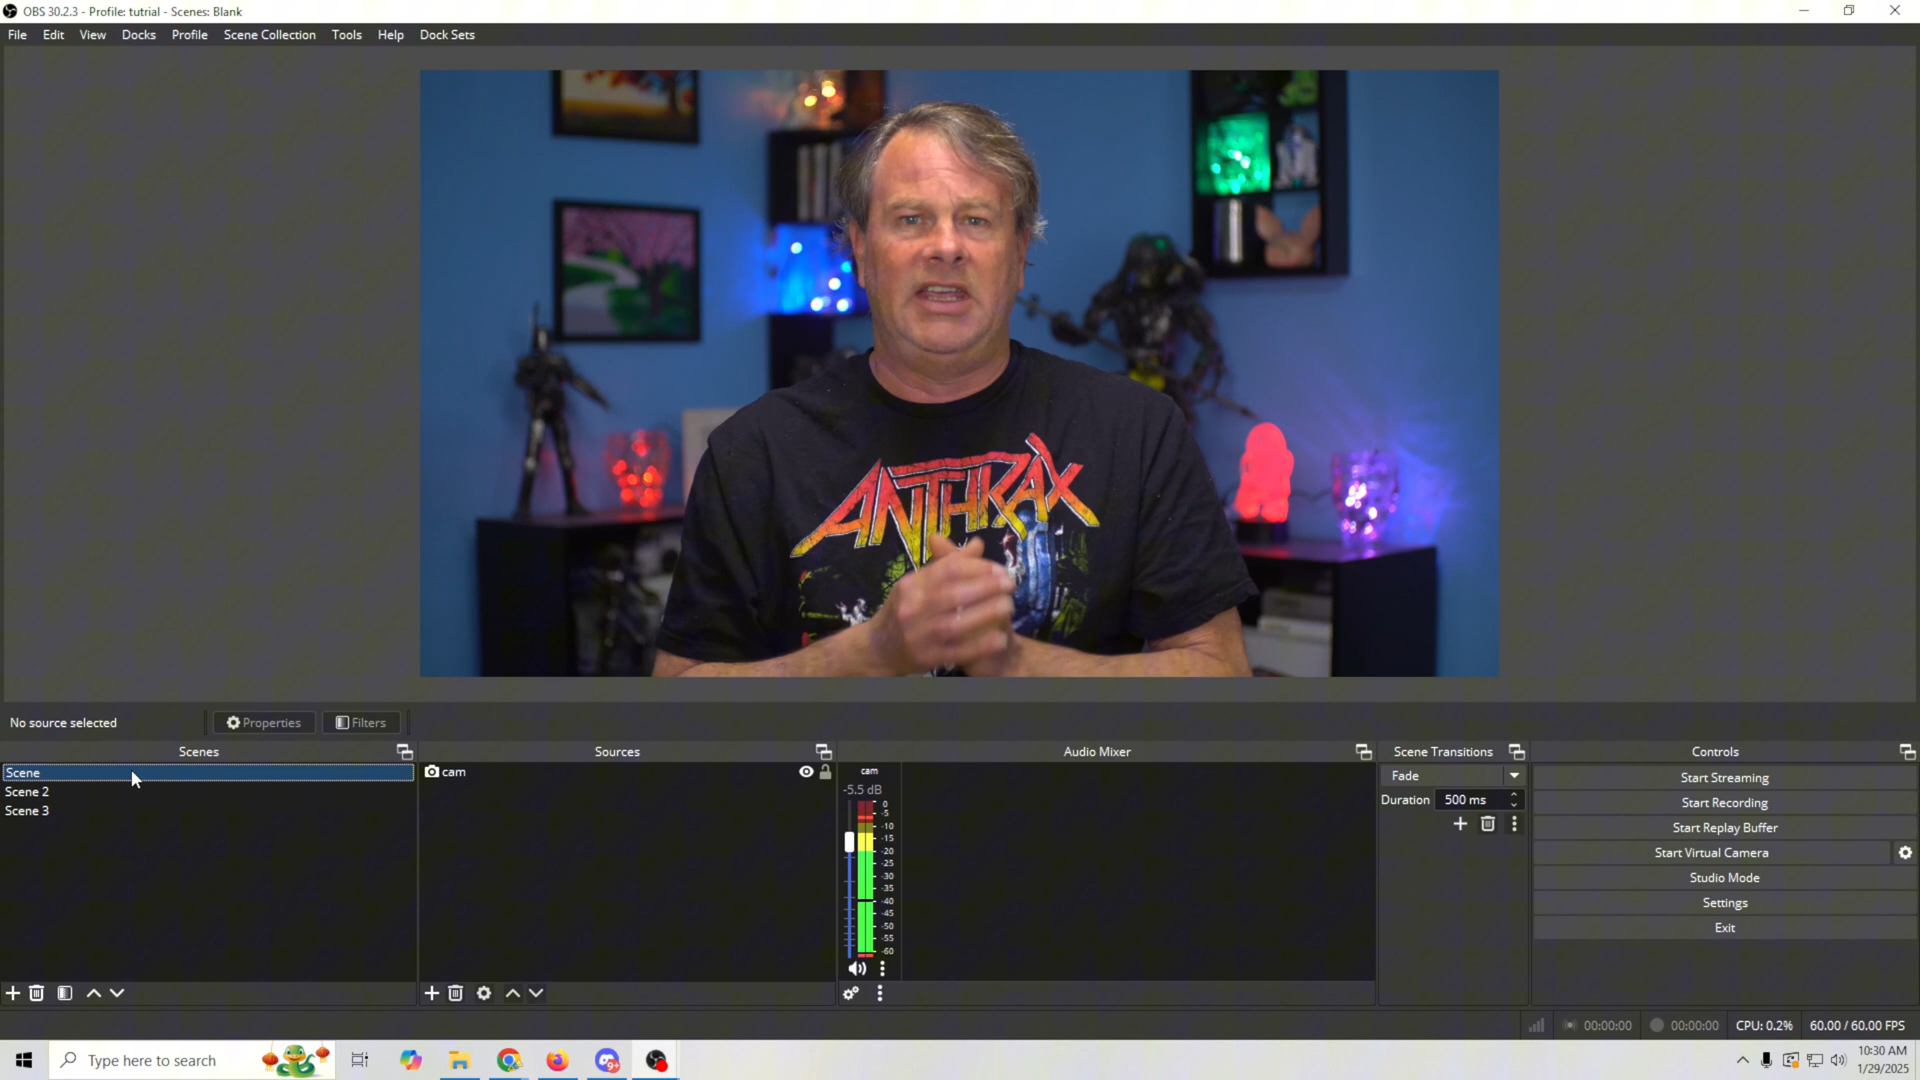 OBS 30.2.3 - Profile: tutrial - Scenes: Blank
File Edit View Docks Profile Scene Collection Tools Help Dock Sets
ANTHRAX
No source selected Properties Filters
Scenes Sources Audio Mixer Scene Transitions Controls
Scene
Scene 2
Scene 3
cam
cam
-5.5 dB
0
-5
-10
-15
-20
-25
-30
-35
-40
-45
-50
-55
-60
Fade
Duration 500 ms
Start Streaming
Start Recording
Start Replay Buffer
Start Virtual Camera
Studio Mode
Settings
Exit
00:00:00 00:00:00 CPU: 0.2% 60.00 / 60.00 FPS
Type here to search
9+
10:30 AM
1/29/2025